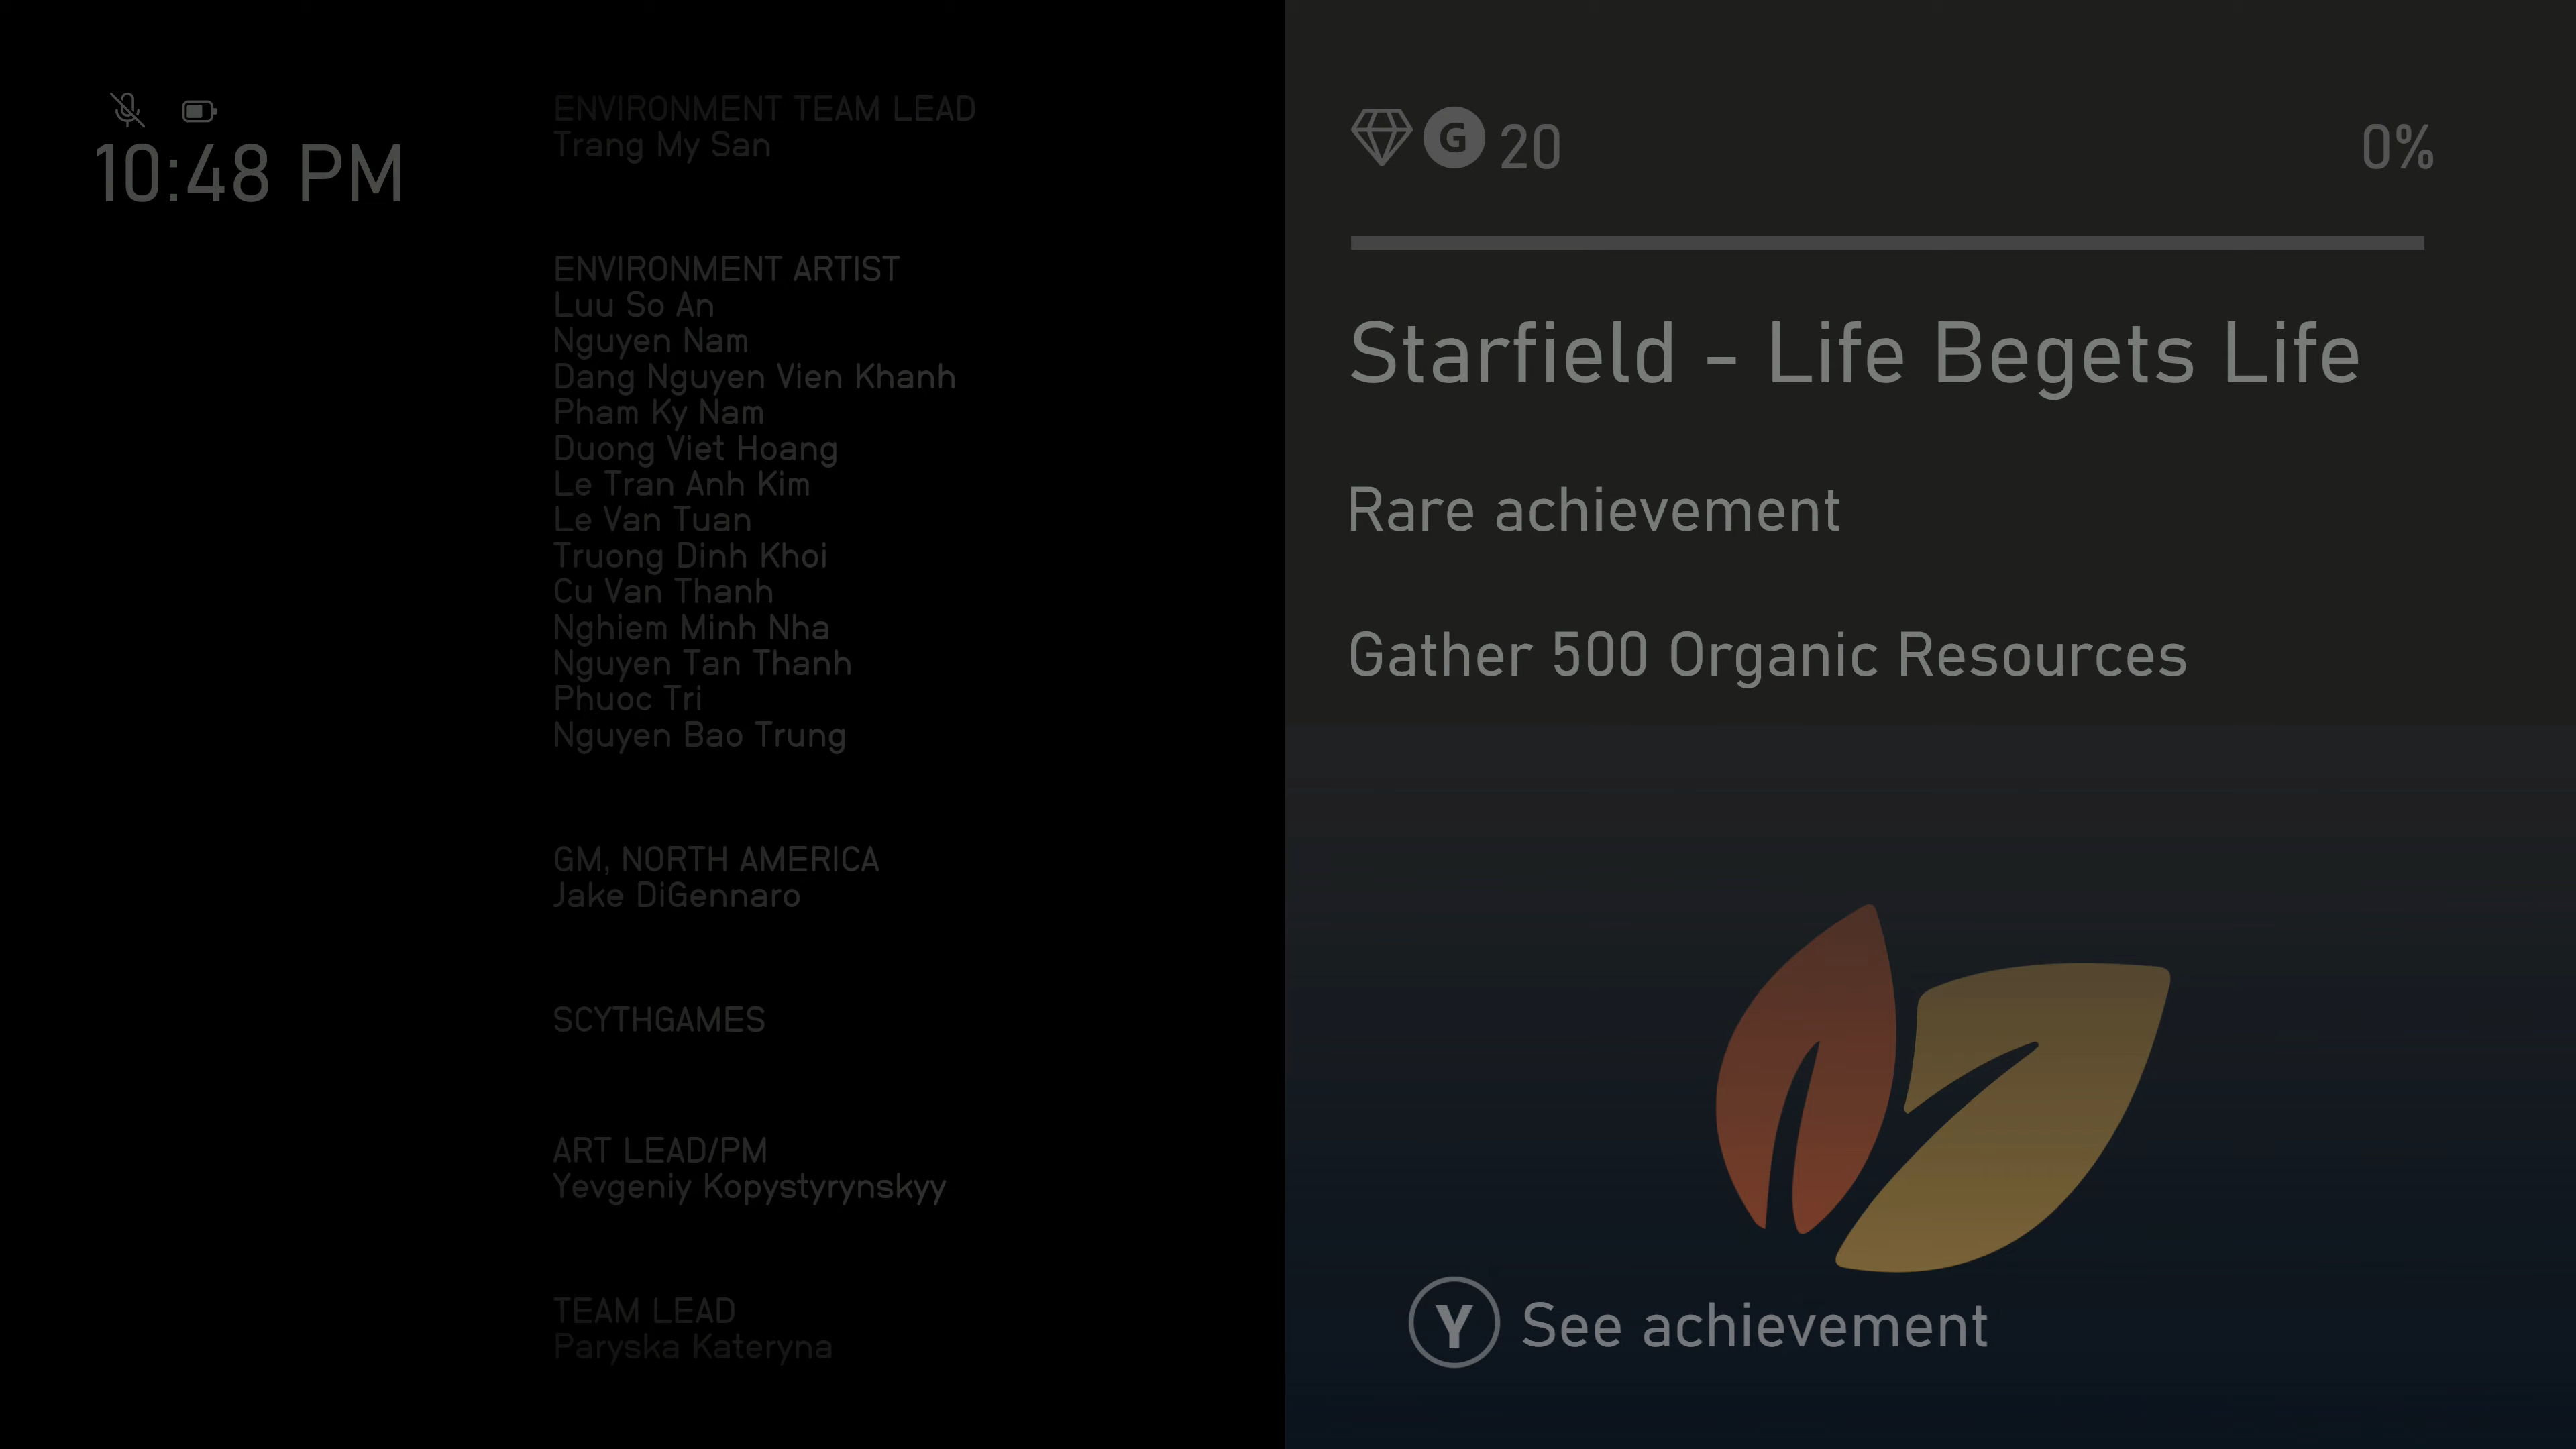 10:48 PM
ENVIRONMENT TEAM LEAD
Trang My San
ENVIRONMENT ARTIST
Luu So An
Nguyen Nam
Dang Nguyen Vien Khanh
Pham Ky Nam
Duong Viet Hoang
Le Tran Anh Kim
Le Van Tuan
Truong Dinh Khoi
Cu Van Thanh
Nghiem Minh Nha
Nguyen Tan Thanh
Phuoc Tri
Nguyen Bao Trung
GM, NORTH AMERICA
Jake DiGennaro
SCYTHGAMES
ART LEAD/PM
Yevgeniy Kopystyrynskyy
TEAM LEAD
Paryska Kateryna
G 20
0%
Starfield - Life Begets Life
Rare achievement
Gather 500 Organic Resources
Y See achievement